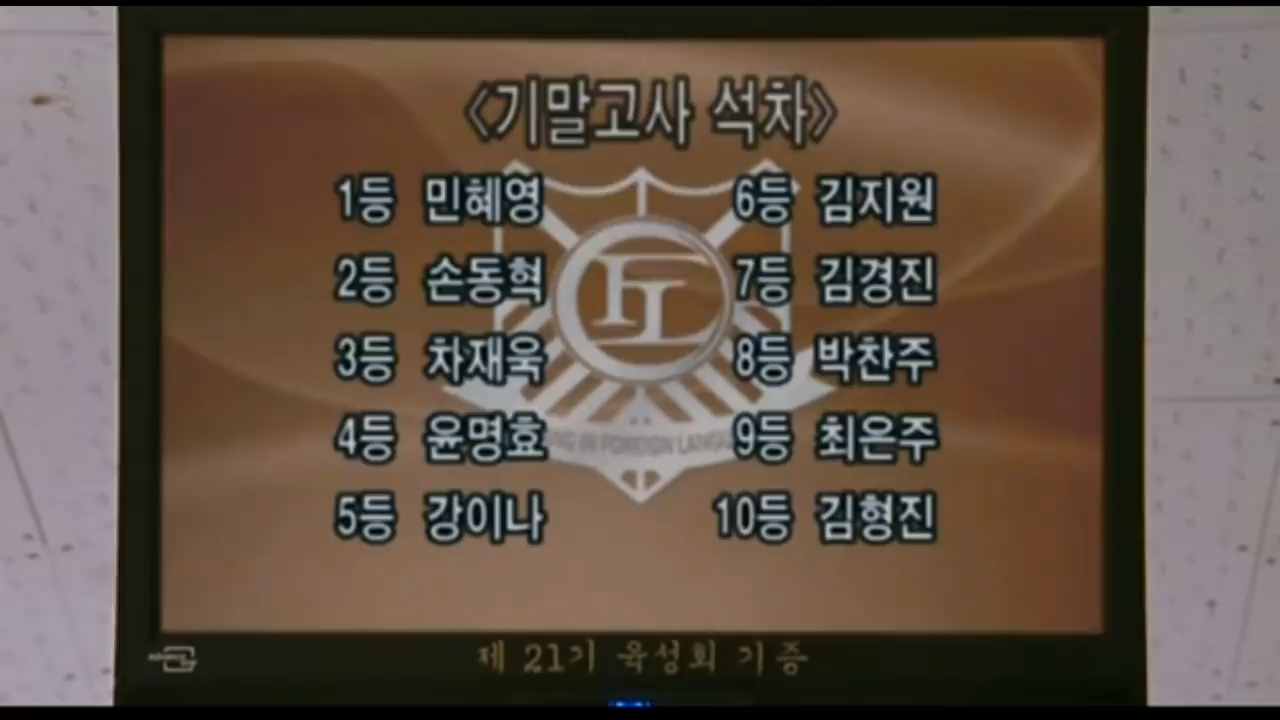 <기말고사 석차>
1등 민혜영
2등 손동혁
3등 차재욱
4등 윤명효
5등 강이나
6등 김지원
7등 김경진
8등 박찬주
9등 최은주
10등 김형진
IN FOREIGN
제 21기 육성회 기증